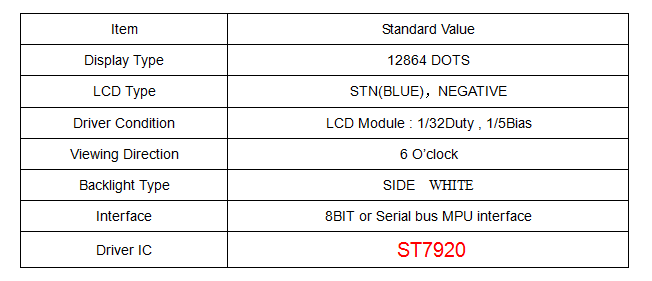 Item Standard Value
Display Type 12864 DOTS
LCD Type STN(BLUE)，NEGATIVE
Driver Condition LCD Module : 1/32Duty , 1/5Bias
Viewing Direction 6 O’clock
Backlight Type SIDE WHITE
Interface 8BIT or Serial bus MPU interface
Driver IC ST7920